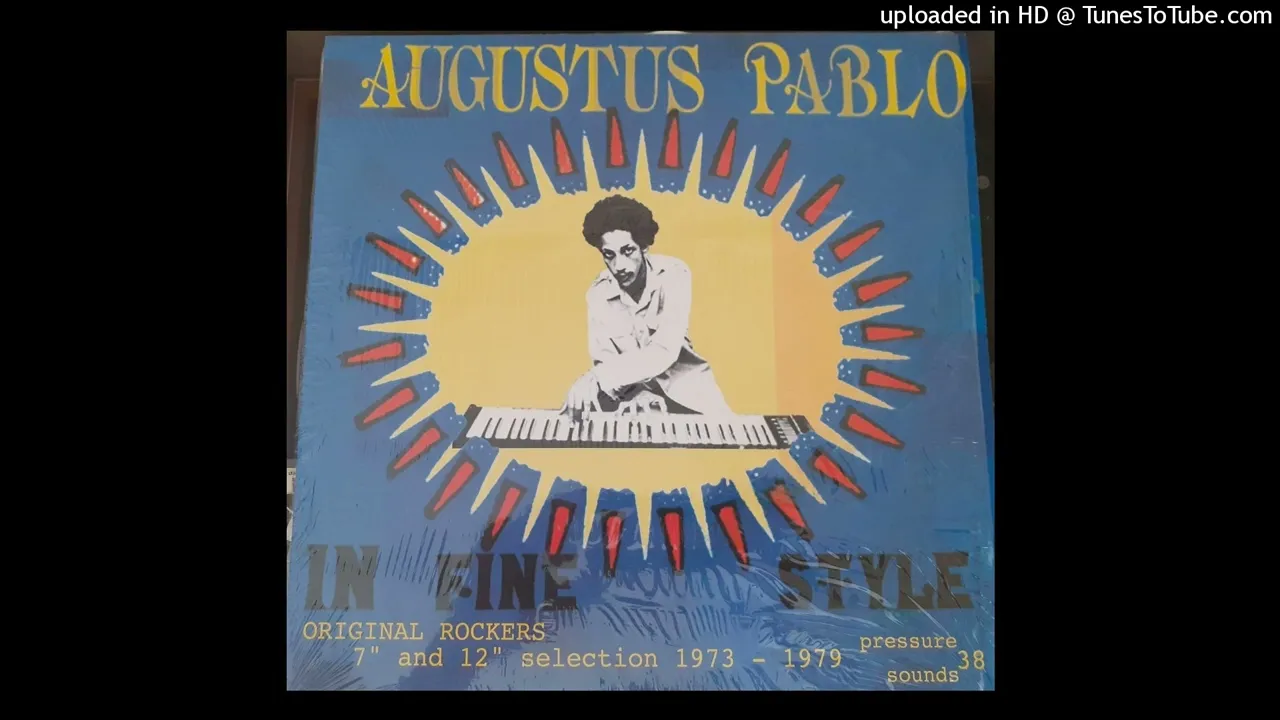 uploaded in HD @ TunesToTube.com
AUGUSTUS PABLO
IN FINE STYLE
ORIGINAL ROCKERS
7" and 12" selection 1973 - 1979
pressure
sounds 38